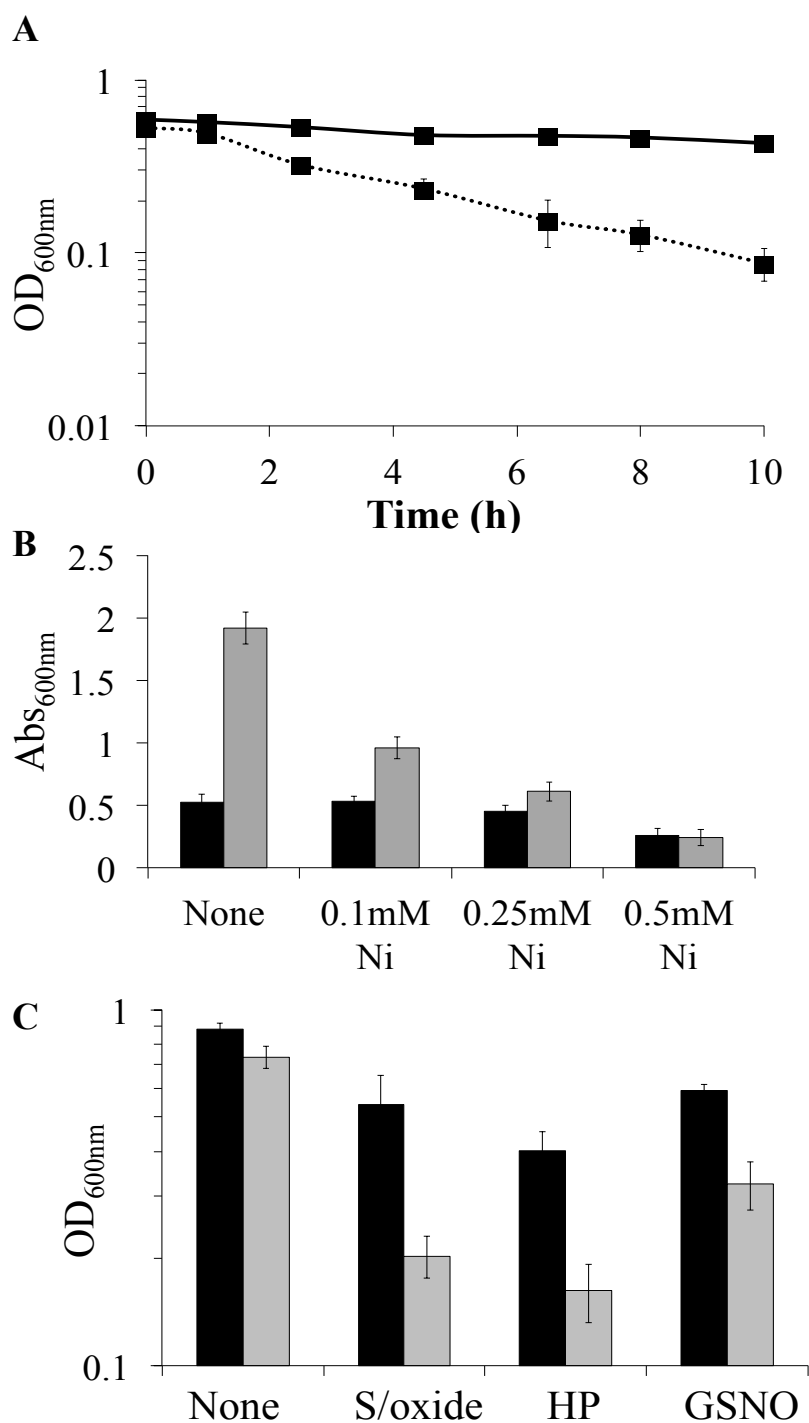 A
1
0.1
0.01
OD600nm
0 2 4 6 8 10
Time (h)
B
2.5
2
1.5
1
0.5
0
Abs600nm
None 0.1mM 0.25mM 0.5mM
Ni Ni Ni
C
1
0.1
OD600nm
None S/oxide HP GSNO